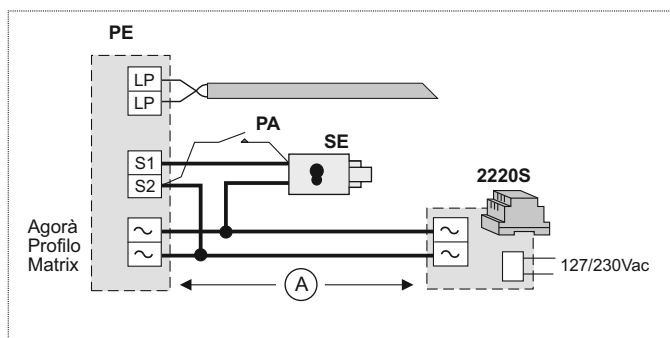 PE
LP
LP
PA
SE
S1
S2
2220S
Agorà
Profilo
Matrix
~
~
~
~
127/230Vac
A